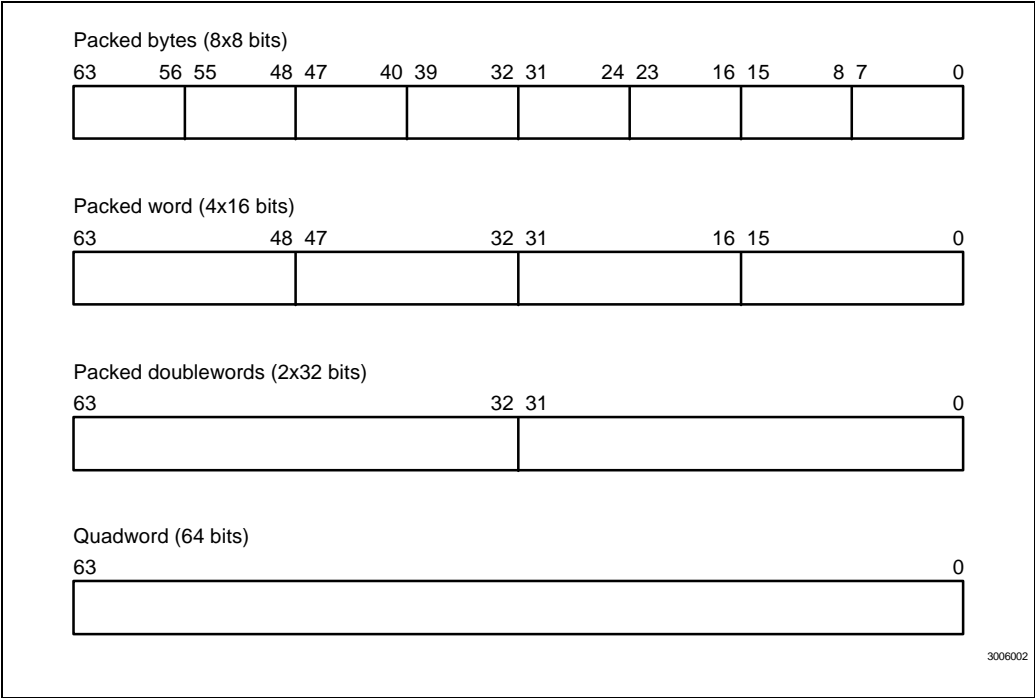 Packed bytes (8x8 bits)
63 56 55 48 47 40 39 32 31 24 23 16 15 8 7 0
Packed word (4x16 bits)
63 48 47 32 31 16 15 0
Packed doublewords (2x32 bits)
63 32 31 0
Quadword (64 bits)
63 0
3006002